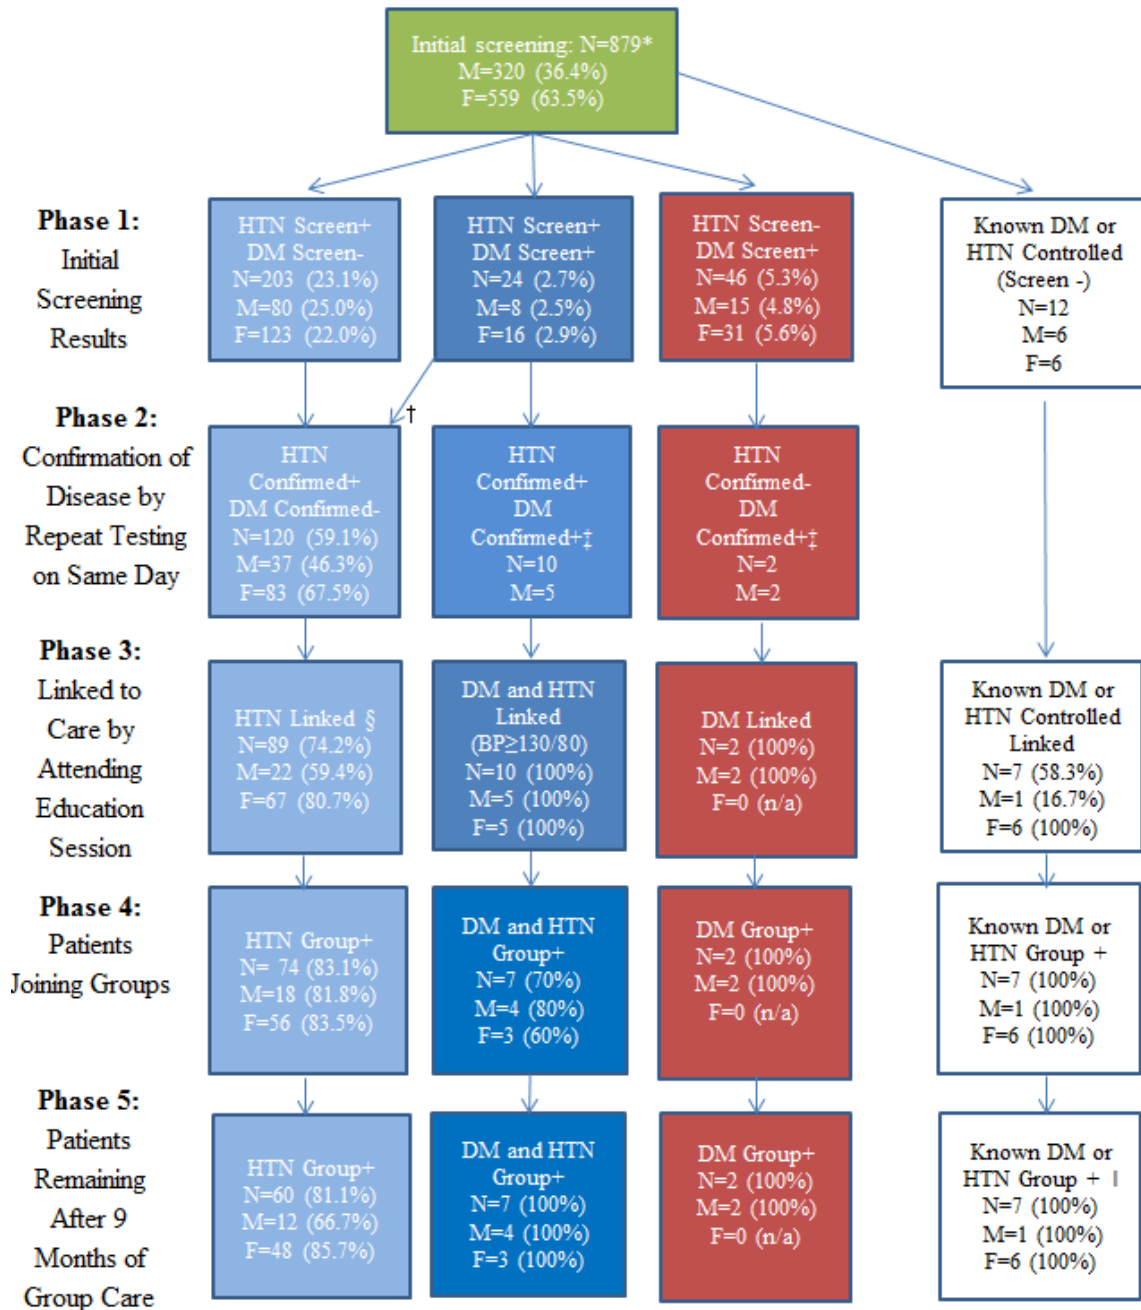 Initial screening: N=879*
M=320 (36.4%)
F=559 (63.5%)
Phase 1:
Initial
Screening
Results
HTN Screen+
DM Screen-
N=203 (23.1%)
M=80 (25.0%)
F=123 (22.0%)
HTN Screen+
DM Screen+
N=24 (2.7%)
M=8 (2.5%)
F=16 (2.9%)
HTN Screen-
DM Screen+
N=46 (5.3%)
M=15 (4.8%)
F=31 (5.6%)
Known DM or
HTN Controlled
(Screen -)
N=12
M=6
F=6
†
Phase 2:
Confirmation of
Disease by
Repeat Testing
on Same Day
HTN
Confirmed+
DM Confirmed-
N=120 (59.1%)
M=37 (46.3%)
F=83 (67.5%)
HTN
Confirmed+
DM
Confirmed+‡
N=10
M=5
HTN
Confirmed-
DM
Confirmed+‡
N=2
M=2
Phase 3:
Linked to
Care by
Attending
Education
Session
HTN Linked §
N=89 (74.2%)
M=22 (59.4%)
F=67 (80.7%)
DM and HTN
Linked
(BP≥130/80)
N=10 (100%)
M=5 (100%)
F=5 (100%)
DM Linked
N=2 (100%)
M=2 (100%)
F=0 (n/a)
Known DM or
HTN Controlled
Linked
N=7 (58.3%)
M=1 (16.7%)
F=6 (100%)
Phase 4:
Patients
Joining Groups
HTN Group+
N= 74 (83.1%)
M=18 (81.8%)
F=56 (83.5%)
DM and HTN
Group+
N=7 (70%)
M=4 (80%)
F=3 (60%)
DM Group+
N=2 (100%)
M=2 (100%)
F=0 (n/a)
Known DM or
HTN Group +
N=7 (100%)
M=1 (100%)
F=6 (100%)
Phase 5:
Patients
Remaining
After 9
Months of
Group Care
HTN Group+
N=60 (81.1%)
M=12 (66.7%)
F=48 (85.7%)
DM and HTN
Group+
N=7 (100%)
M=4 (100%)
F=3 (100%)
DM Group+
N=2 (100%)
M=2 (100%)
F=0 (n/a)
Known DM or
HTN Group + ‖
N=7 (100%)
M=1 (100%)
F=6 (100%)